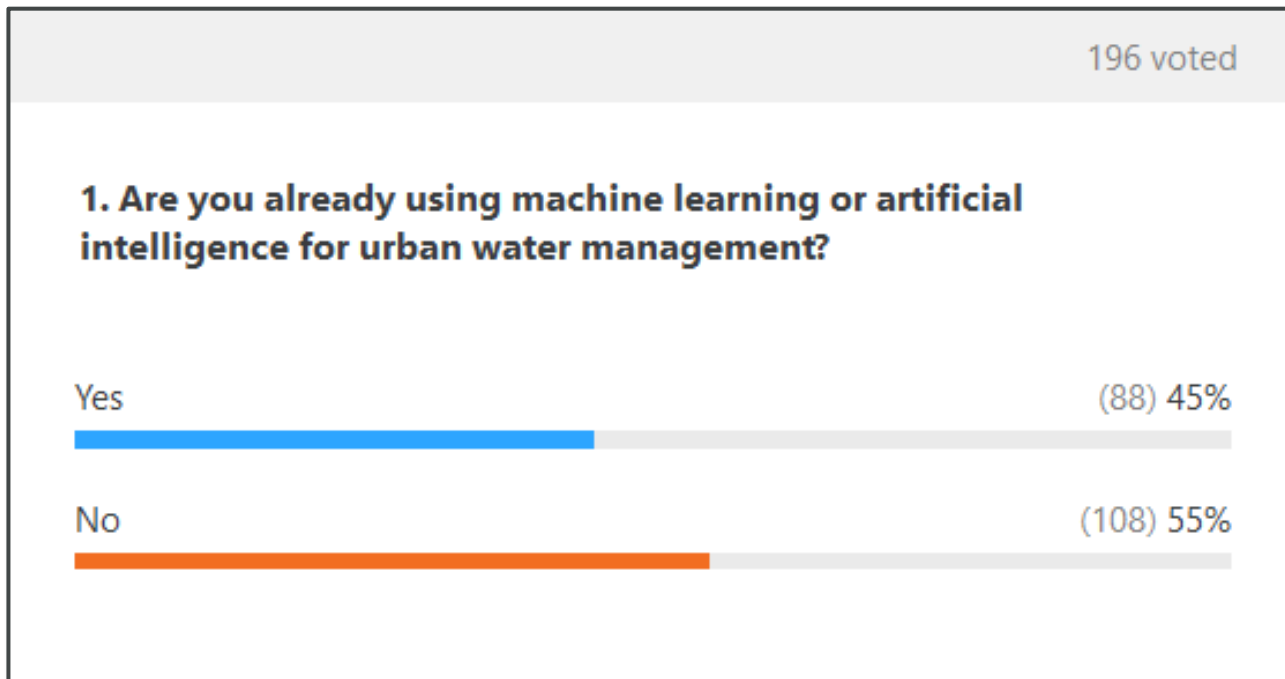 196 voted
1. Are you already using machine learning or artificial
intelligence for urban water management?
Yes (88) 45%
No (108) 55%